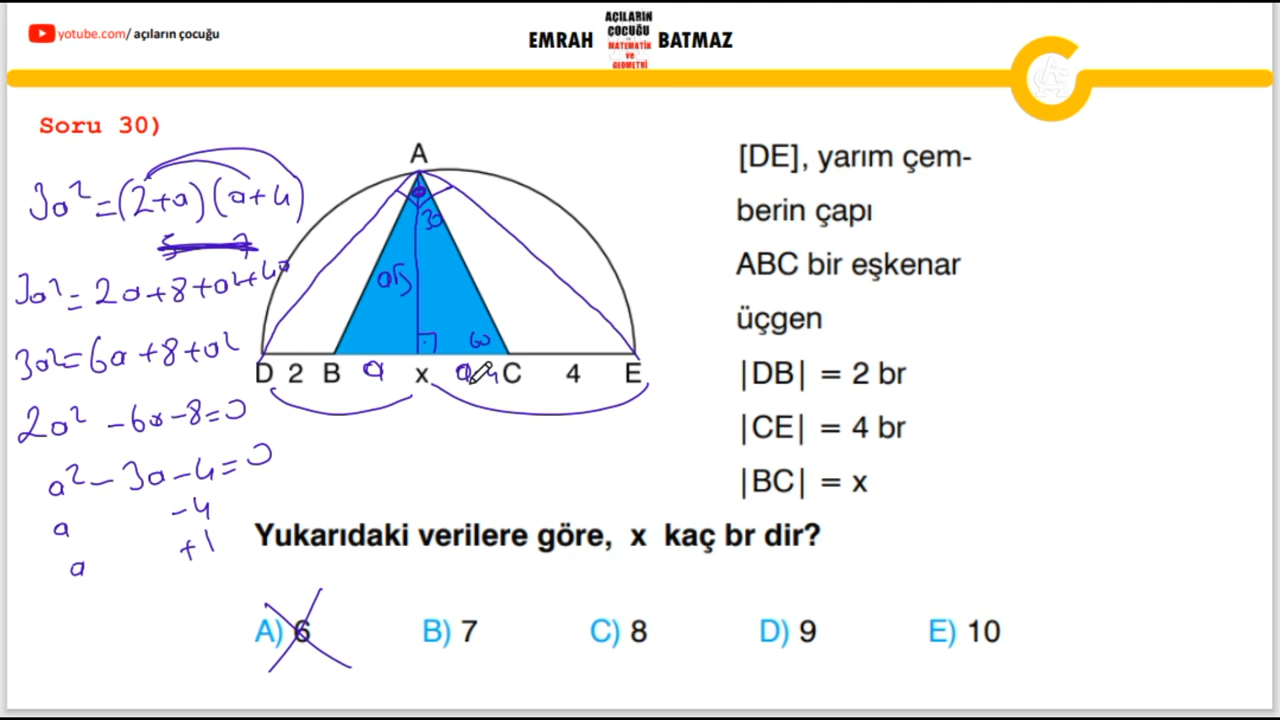 yotube.com/ açıların çocuğu
EMRAH
AÇILARIN
ÇOCUĞU
MATEMATİK
ve
GEOMETRİ
BATMAZ
Soru 30)
3a²=(2+a)(a+4)
3a²=2a+8+a²+4a
3a²=6a+8+a²
2a²-6a-8=0
a²-3a-4=0
a -4
a +1
A
30
a√3
60
D 2 B a x a C 4 E
[DE], yarım çem-
berin çapı
ABC bir eşkenar
üçgen
|DB| = 2 br
|CE| = 4 br
|BC| = x
Yukarıdaki verilere göre, x kaç br dir?
A) 6 B) 7 C) 8 D) 9 E) 10